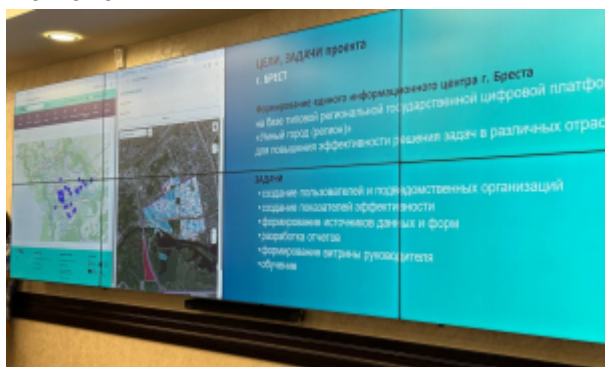 ЦЕЛИ, ЗАДАЧИ проекта
г. БРЕСТ
Формирование единого информационного центра г. Бреста
на базе типовой региональной государственной цифровой платфо
«Умный город (регион)»
для повышения эффективности решения задач в различных отрас
ЗАДАЧИ
•создание пользователей и подведомственных организаций
•создание показателей эффективности
•формирование источников данных и форм
•разработка отчетов
•формирование витрины руководителя
•обучение